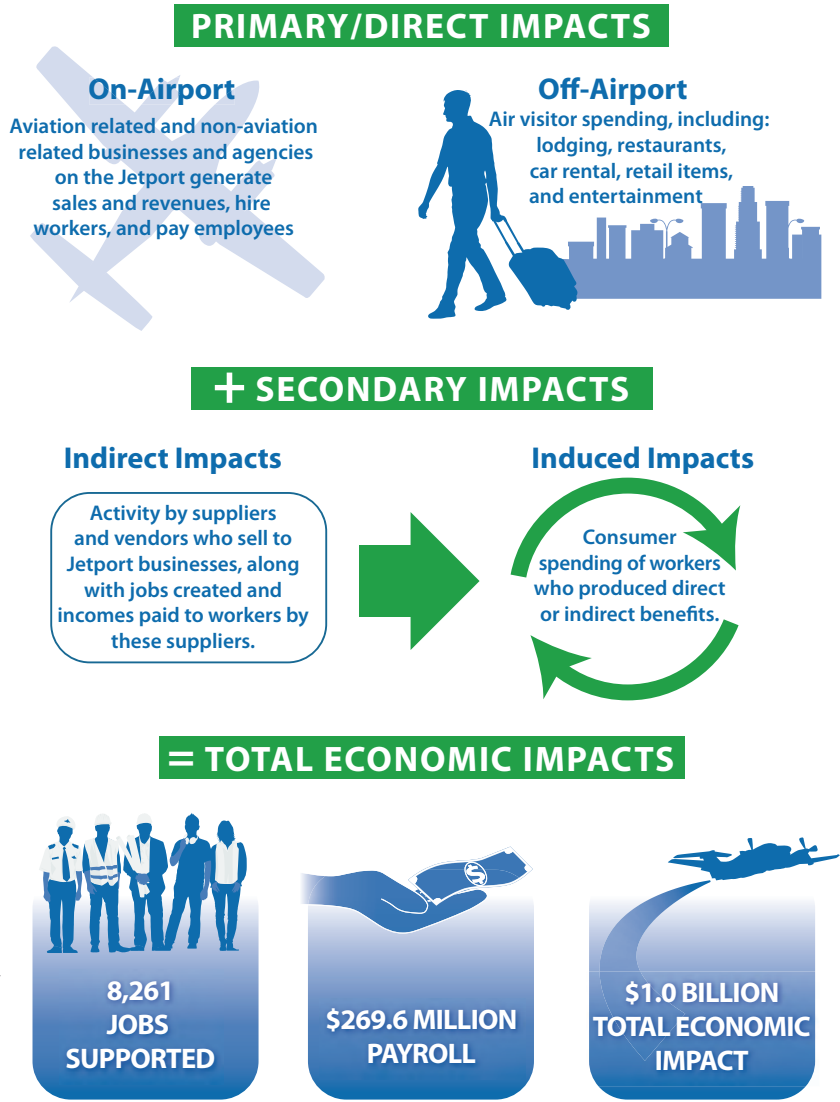 PRIMARY/DIRECT IMPACTS
On-Airport
Aviation related and non-aviation
related businesses and agencies
on the Jetport generate
sales and revenues, hire
workers, and pay employees
Off-Airport
Air visitor spending, including:
lodging, restaurants,
car rental, retail items,
and entertainment
+ SECONDARY IMPACTS
Indirect Impacts
Activity by suppliers
and vendors who sell to
Jetport businesses, along
with jobs created and
incomes paid to workers by
these suppliers.
Induced Impacts
Consumer
spending of workers
who produced direct
or indirect benefits.
= TOTAL ECONOMIC IMPACTS
8,261
JOBS
SUPPORTED
$
$269.6 MILLION
PAYROLL
$1.0 BILLION
TOTAL ECONOMIC
IMPACT